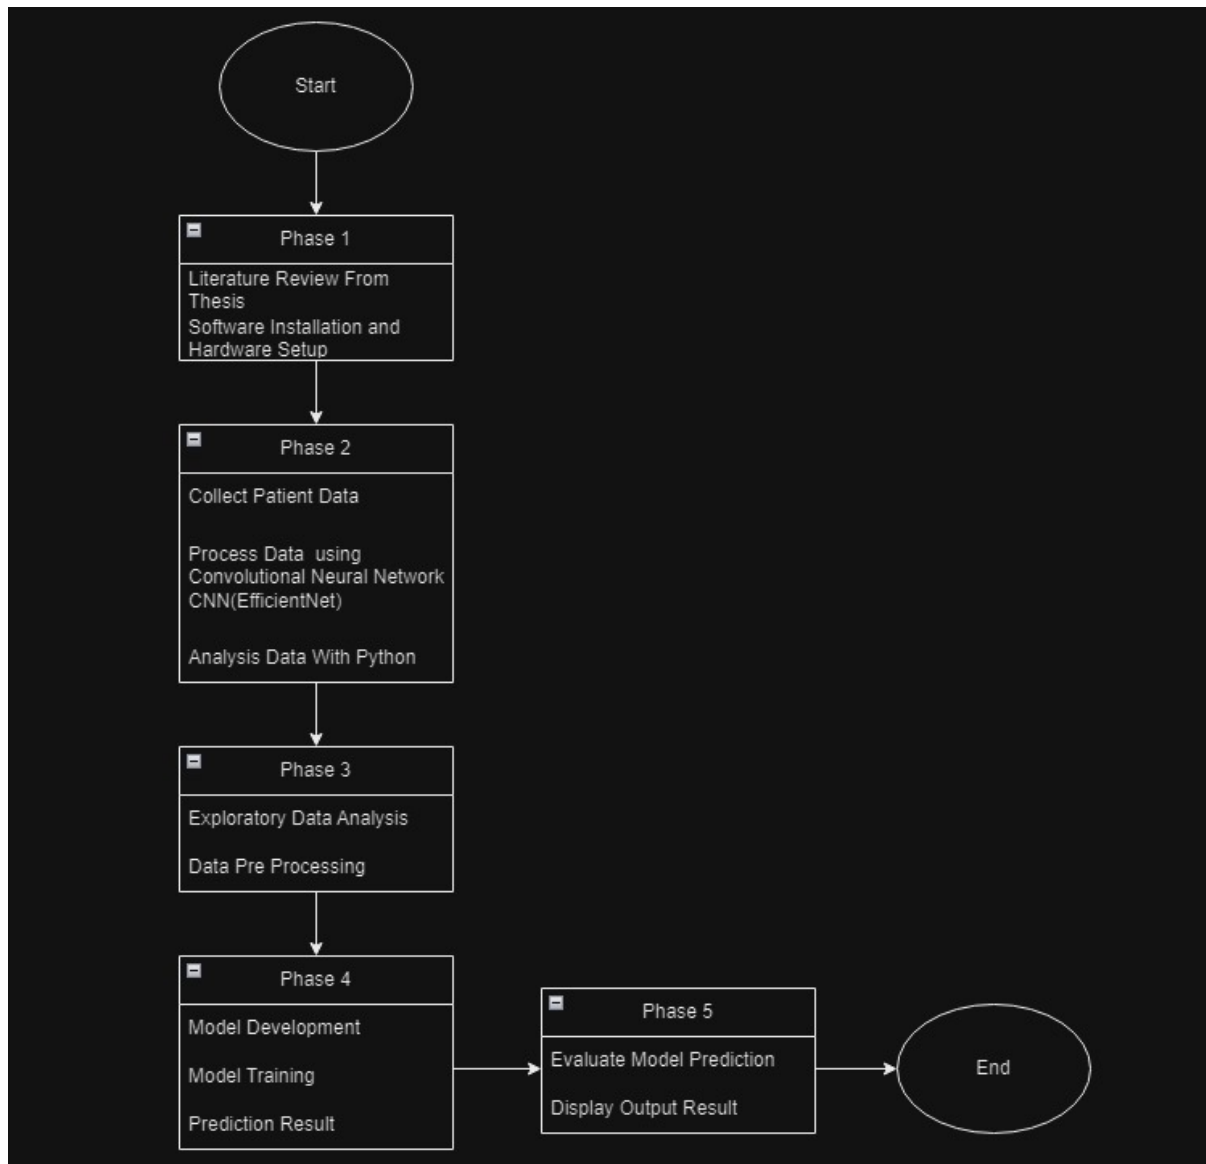 Start
Phase 1
Literature Review From
Thesis
Software Installation and
Hardware Setup
Phase 2
Collect Patient Data
Process Data  using
Convolutional Neural Network
CNN(EfficientNet)
Analysis Data With Python
Phase 3
Exploratory Data Analysis
Data Pre Processing
Phase 4
Model Development
Model Training
Prediction Result
Phase 5
Evaluate Model Prediction
Display Output Result
End